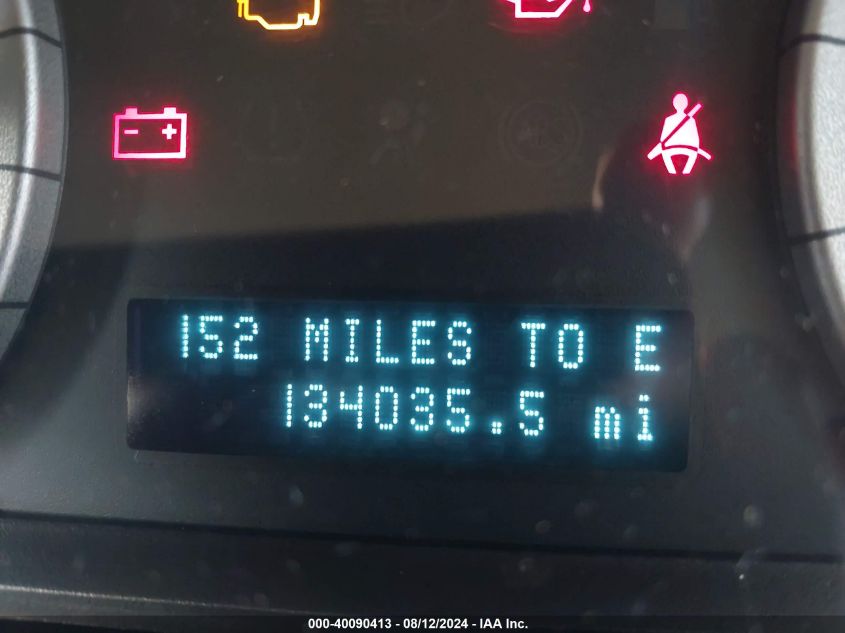 152 MILES TO E
134035.5 mi
000-40090413 - 08/12/2024 - IAA Inc.